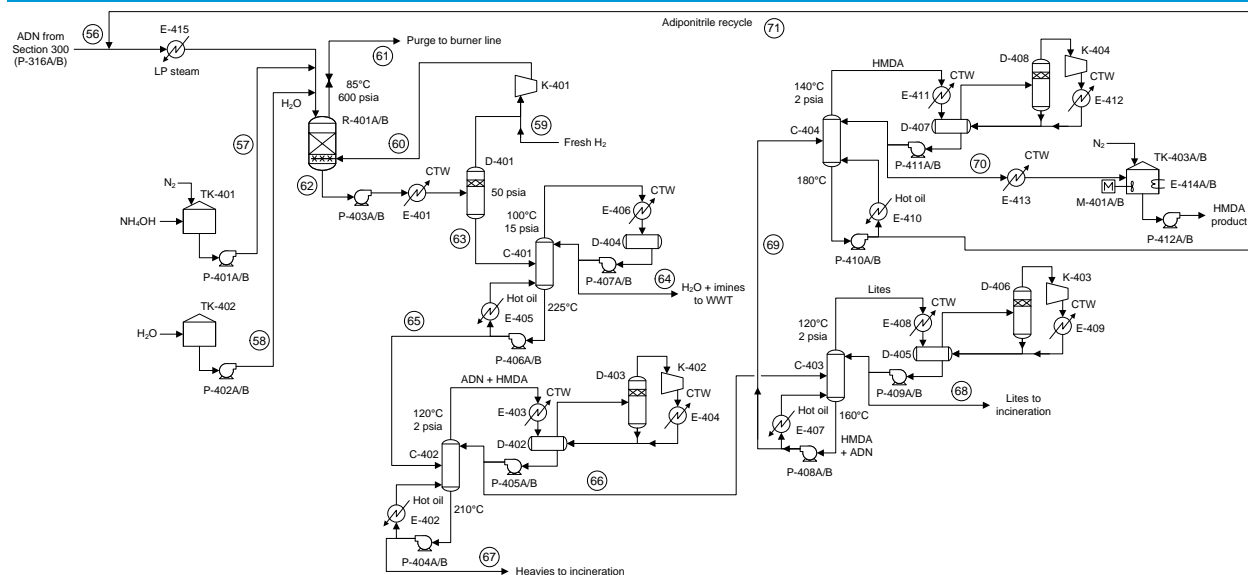 Adiponitrile recycle
71
56
ADN from
Section 300
(P-316A/B)
E-415
LP steam
61
Purge to burner line
85°C
600 psia
H₂O
R-401A/B
57
60
K-401
59
Fresh H₂
D-401
50 psia
62
CTW
P-403A/B
E-401
63
N₂
TK-401
NH₄OH
P-401A/B
TK-402
H₂O
58
P-402A/B
100°C
15 psia
CTW
E-406
D-404
C-401
P-407A/B
64
H₂O + imines
to WWT
Hot oil
E-405
225°C
65
P-406A/B
ADN + HMDA
120°C
2 psia
CTW
E-403
D-403
K-402
CTW
E-404
D-402
C-402
P-405A/B
66
Hot oil
E-402
210°C
P-404A/B
67
Heavies to incineration
HMDA
140°C
2 psia
CTW
E-411
D-408
K-404
CTW
E-412
C-404
D-407
P-411A/B
70
CTW
E-413
N₂
TK-403A/B
M
E-414A/B
M-401A/B
HMDA
product
P-412A/B
180°C
Hot oil
E-410
69
P-410A/B
Lites
120°C
2 psia
CTW
E-408
D-406
K-403
CTW
E-409
D-405
C-403
P-409A/B
68
Lites to
incineration
Hot oil
E-407
160°C
HMDA
+ ADN
P-408A/B